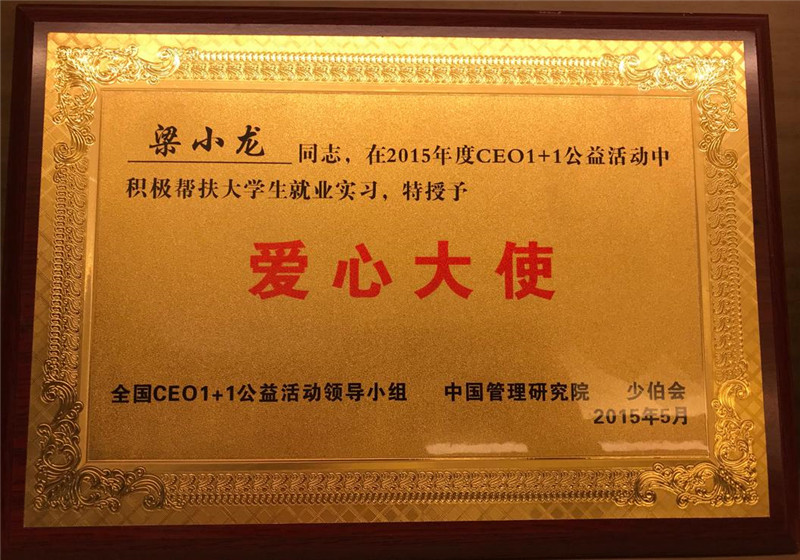 梁小龙 同志，在2015年度CEO1+1公益活动中
积极帮扶大学生就业实习，特授予
爱心大使
全国CEO1+1公益活动领导小组 中国管理研究院 少伯会
2015年5月